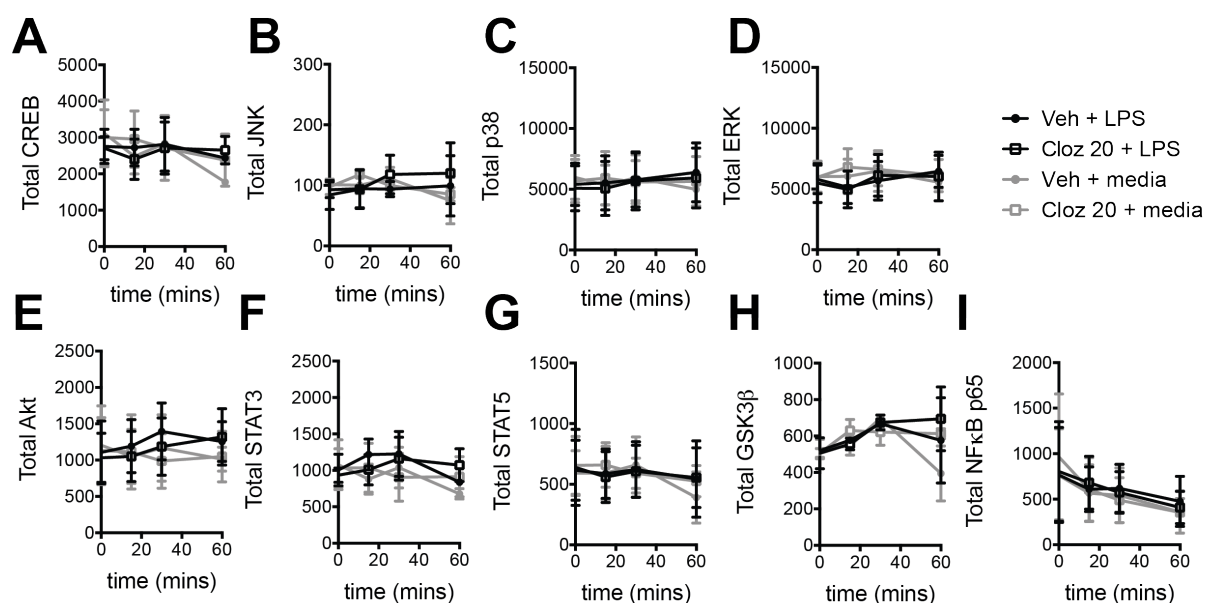 A
B
C
D
Total CREB
5000
4000
3000
2000
1000
0
0 20 40 60
time (mins)
Total JNK
300
200
100
0
0 20 40 60
time (mins)
Total p38
15000
10000
5000
0
0 20 40 60
time (mins)
Total ERK
15000
10000
5000
0
0 20 40 60
time (mins)
Veh + LPS
Cloz 20 + LPS
Veh + media
Cloz 20 + media
E
F
G
H
I
Total Akt
2500
2000
1500
1000
500
0
0 20 40 60
time (mins)
Total STAT3
2500
2000
1500
1000
500
0
0 20 40 60
time (mins)
Total STAT5
1500
1000
500
0
0 20 40 60
time (mins)
Total GSK3β
1000
800
600
400
200
0
0 20 40 60
time (mins)
Total NFκB p65
2000
1500
1000
500
0
0 20 40 60
time (mins)